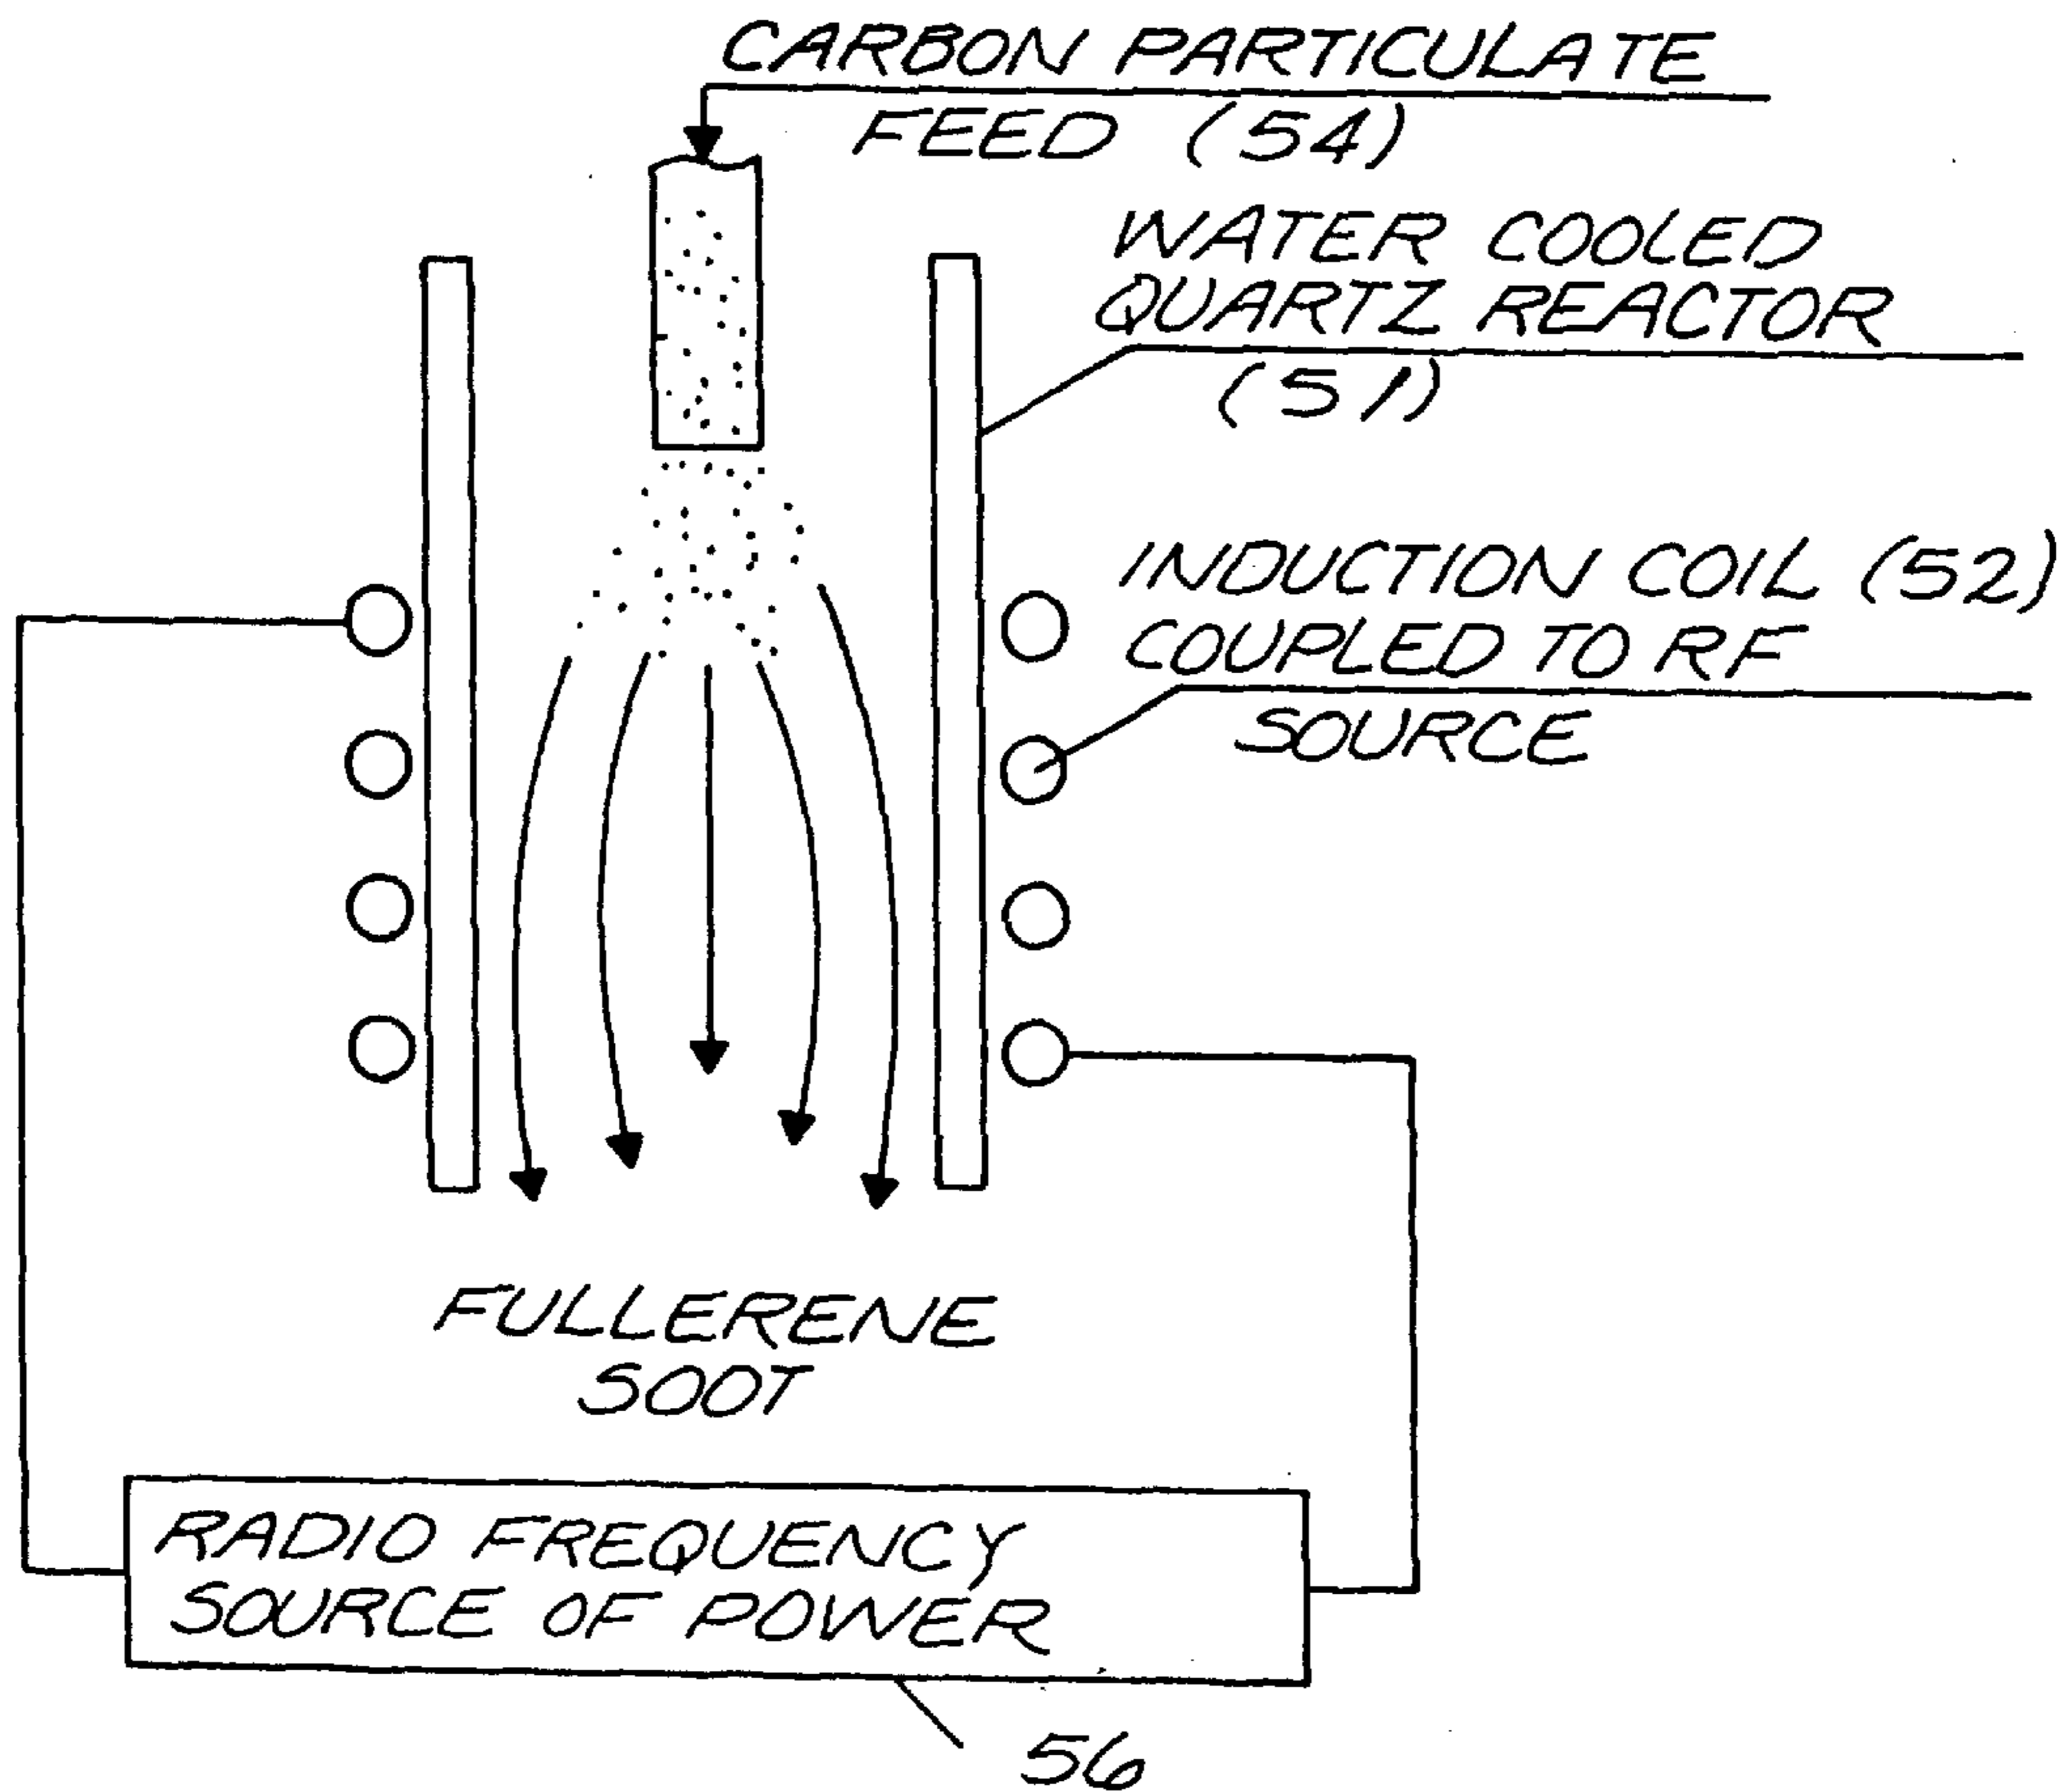 CARBON PARTICULATE
FEED (54)
WATER COOLED
QUARTZ REACTOR
(51)
INDUCTION COIL (52)
COUPLED TO RF
SOURCE
FULLERENE
SOOT
RADIO FREQUENCY
SOURCE OF POWER
56